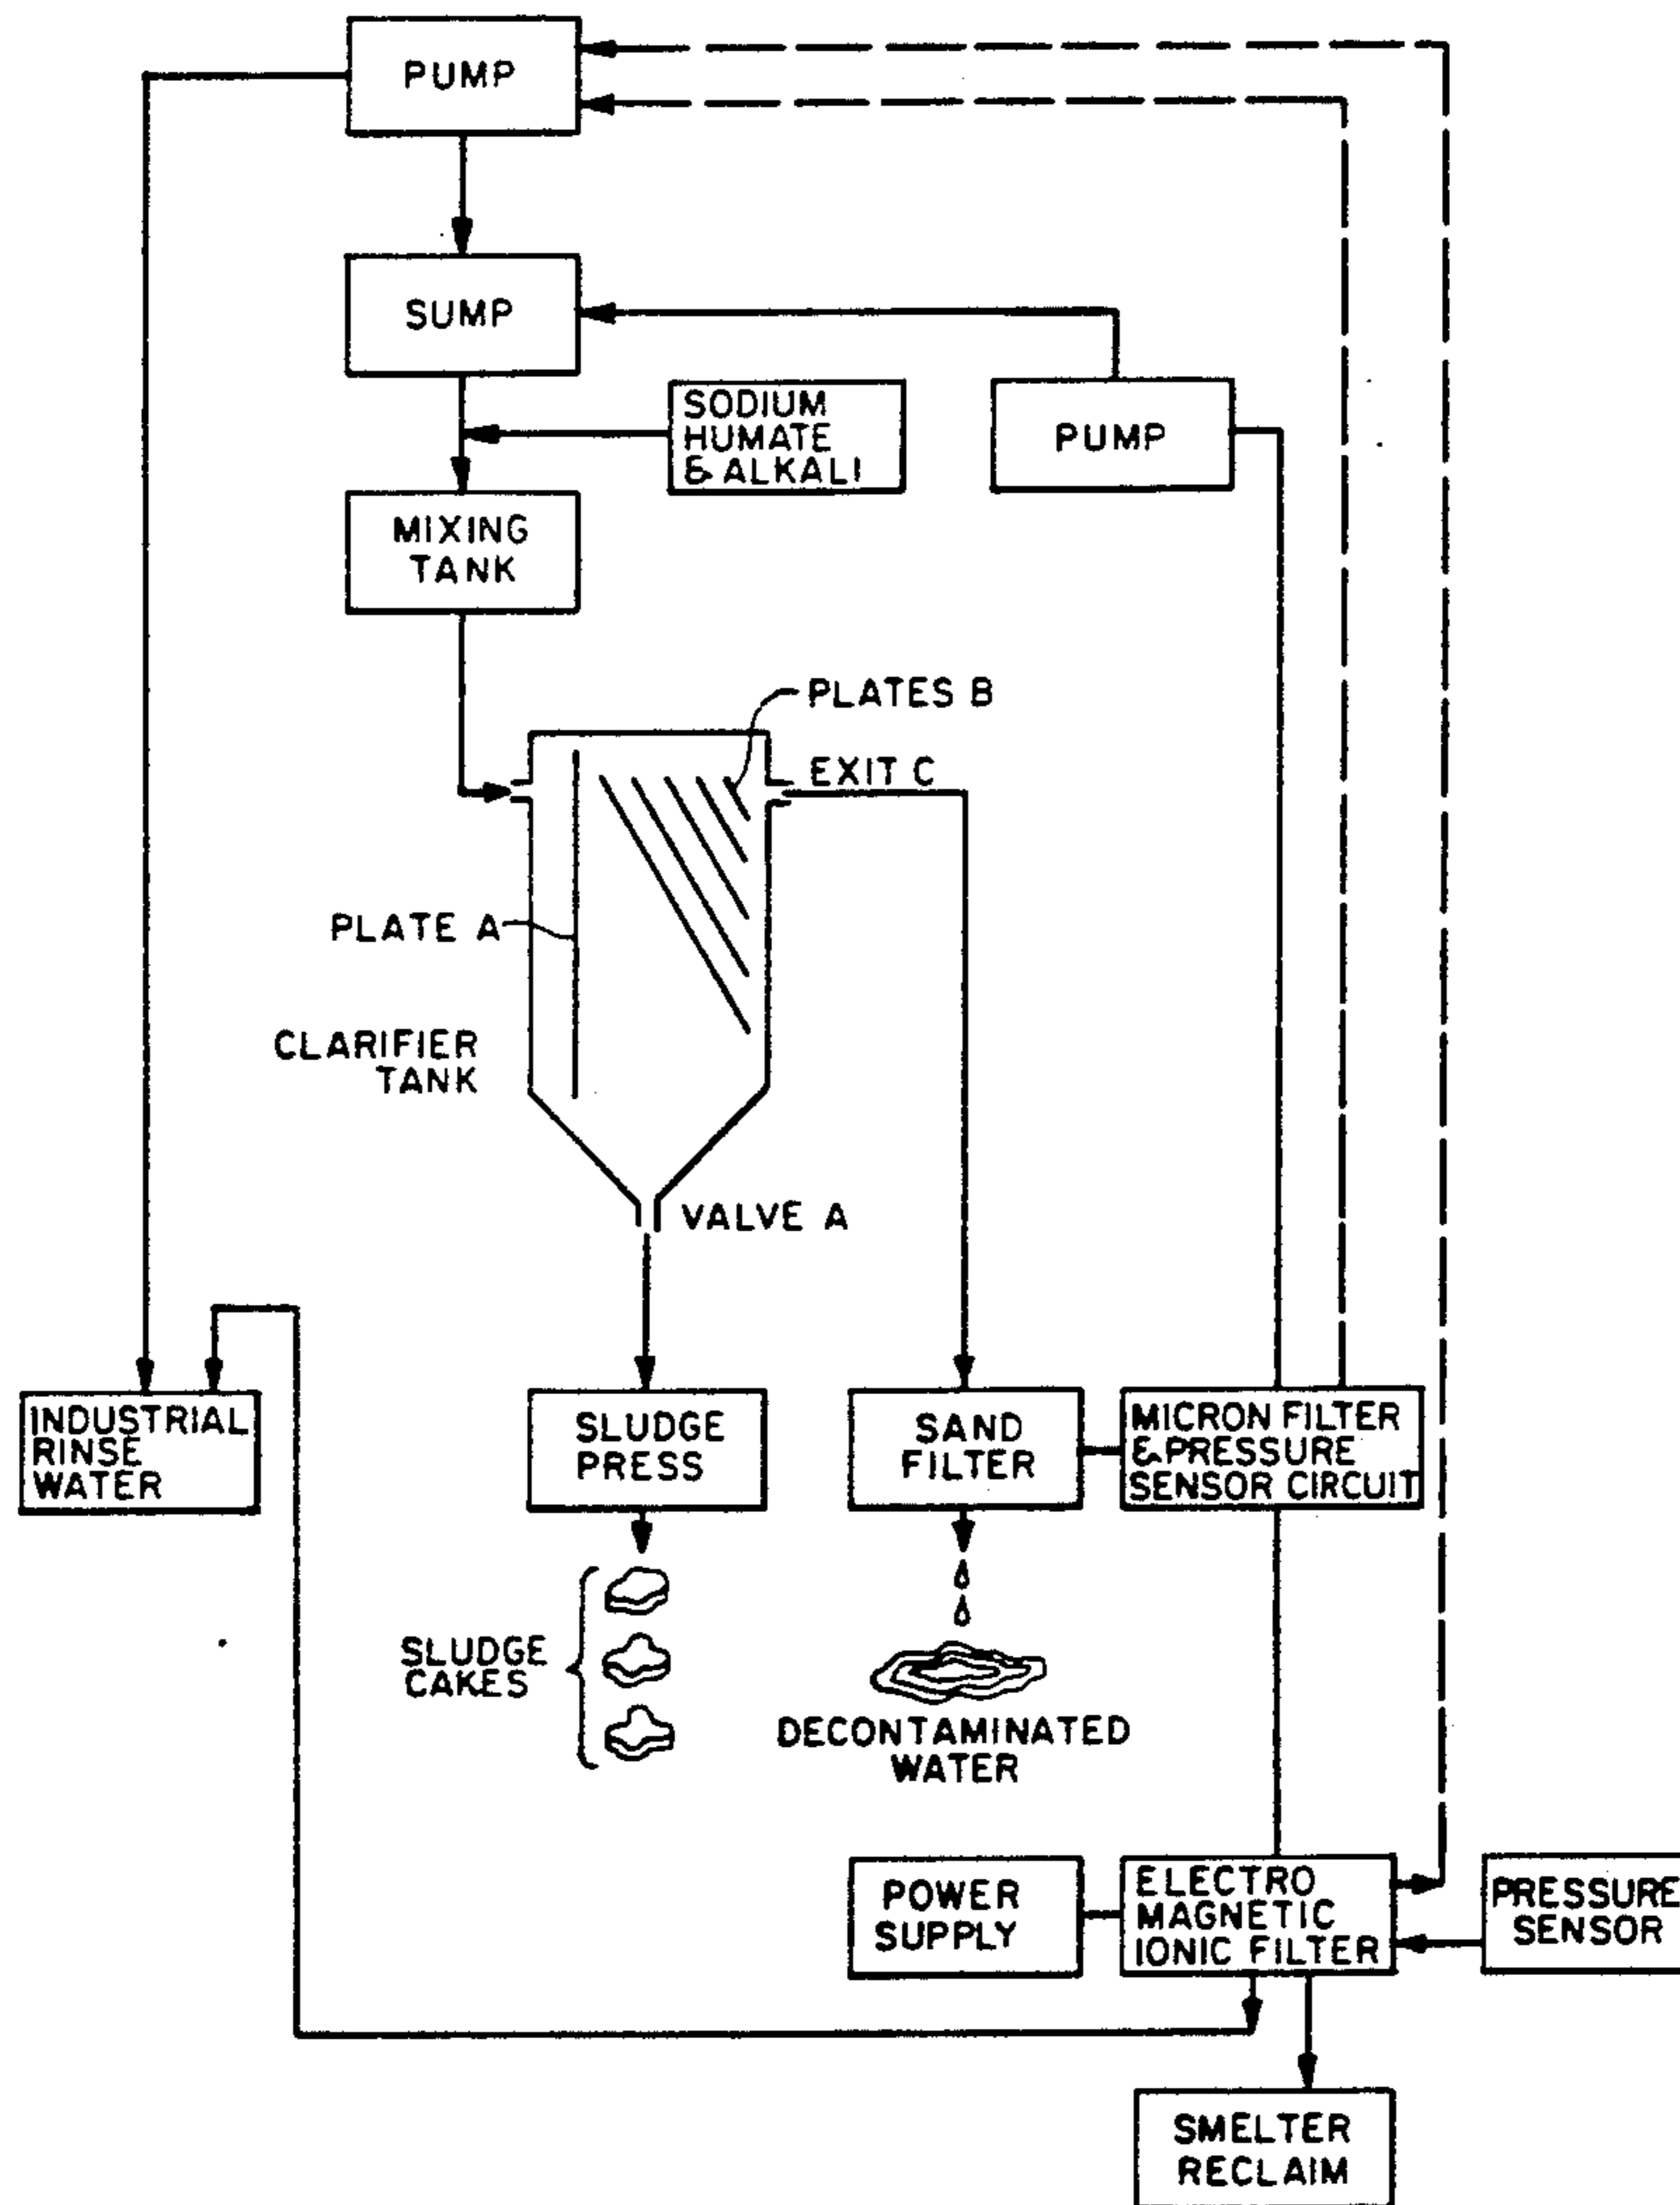 PUMP
SUMP
SODIUM
HUMATE
& ALKALI
PUMP
MIXING
TANK
PLATES B
EXIT C
PLATE A
CLARIFIER
TANK
VALVE A
INDUSTRIAL
RINSE
WATER
SLUDGE
PRESS
SAND
FILTER
MICRON FILTER
& PRESSURE
SENSOR CIRCUIT
SLUDGE
CAKES
DECONTAMINATED
WATER
POWER
SUPPLY
ELECTRO
MAGNETIC
IONIC FILTER
PRESSURE
SENSOR
SMELTER
RECLAIM